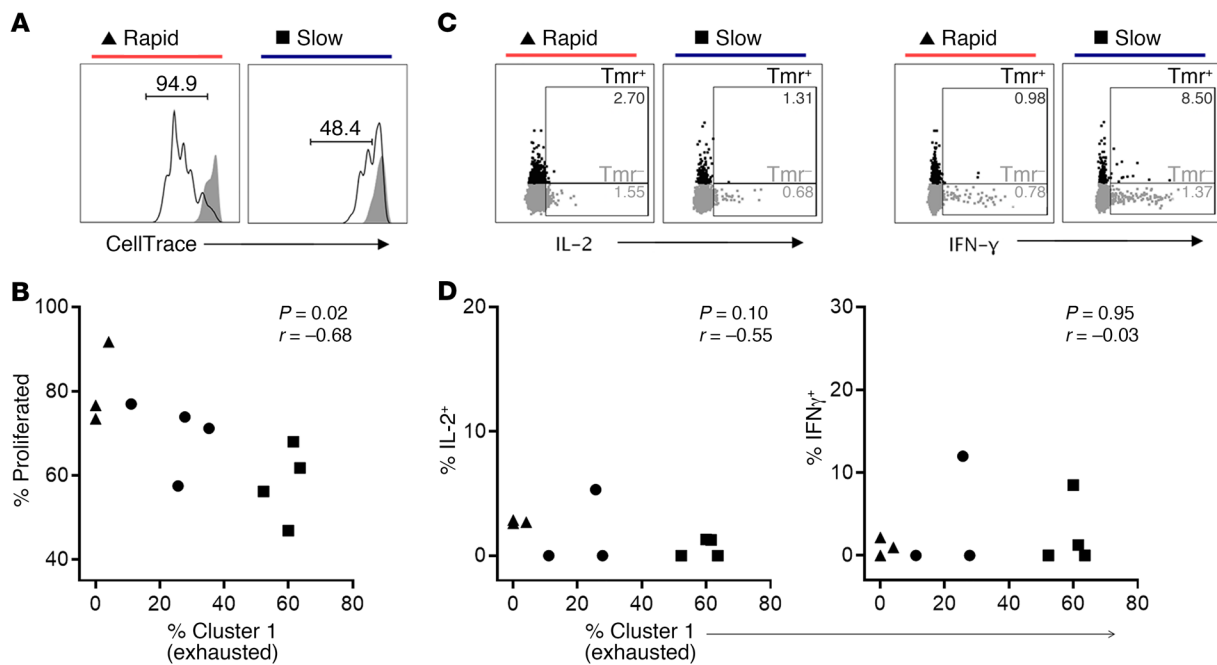 A
▲ Rapid
■ Slow
94.9
48.4
CellTrace
B
P = 0.02
r = −0.68
100
80
60
40
% Proliferated
0 20 40 60 80
% Cluster 1
(exhausted)
C
▲ Rapid
■ Slow
Tmr+
2.70
Tmr−
1.55
Tmr+
1.31
Tmr−
0.68
IL-2
▲ Rapid
■ Slow
Tmr+
0.98
Tmr−
0.78
Tmr+
8.50
Tmr−
1.37
IFN-γ
D
P = 0.10
r = −0.55
20
10
0
% IL-2+
0 20 40 60 80
P = 0.95
r = −0.03
30
20
10
0
% IFNγ+
0 20 40 60 80
% Cluster 1
(exhausted)